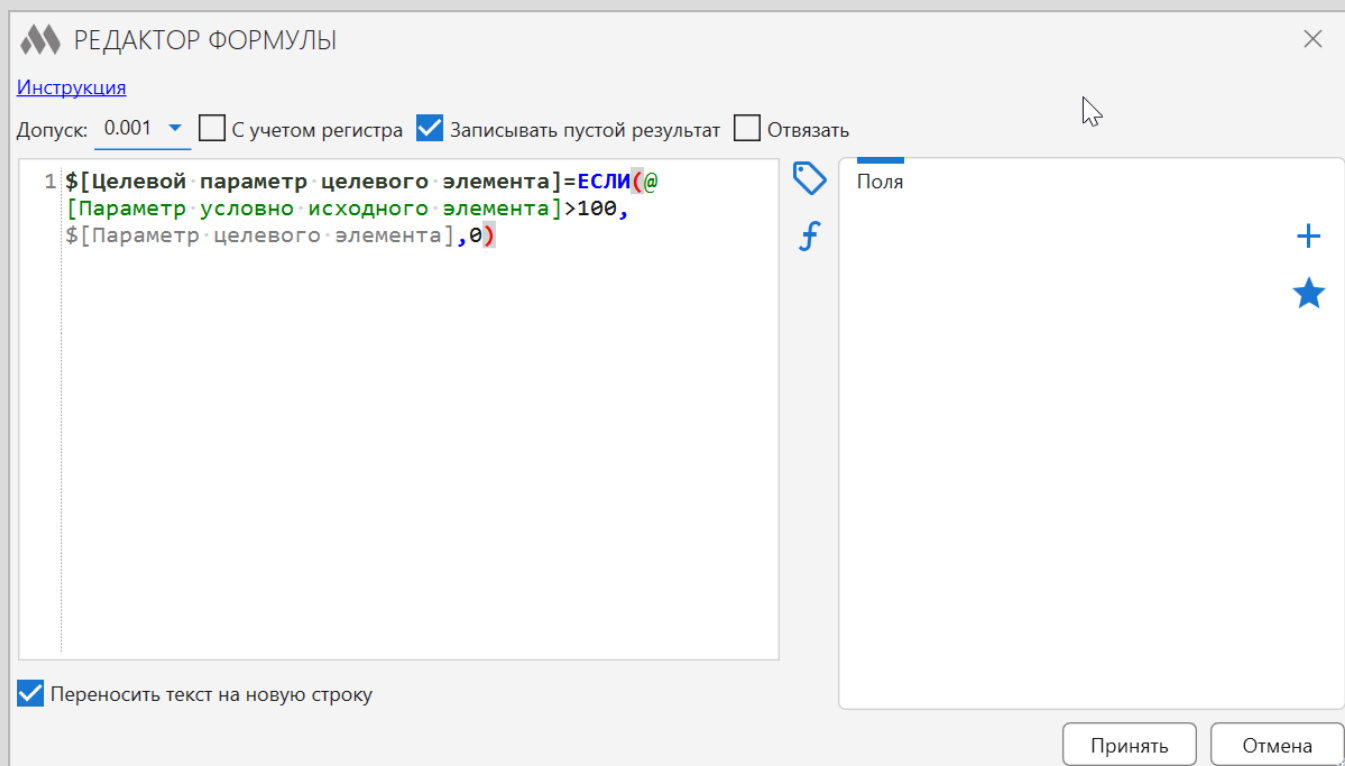 РЕДАКТОР ФОРМУЛЫ
Инструкция
Допуск: 0.001 С учетом регистра Записывать пустой результат Отвязать
1 $[Целевой параметр целевого элемента]=ЕСЛИ(@
[Параметр условно исходного элемента]>100,
$[Параметр целевого элемента],0)
Поля
Переносить текст на новую строку
Принять Отмена